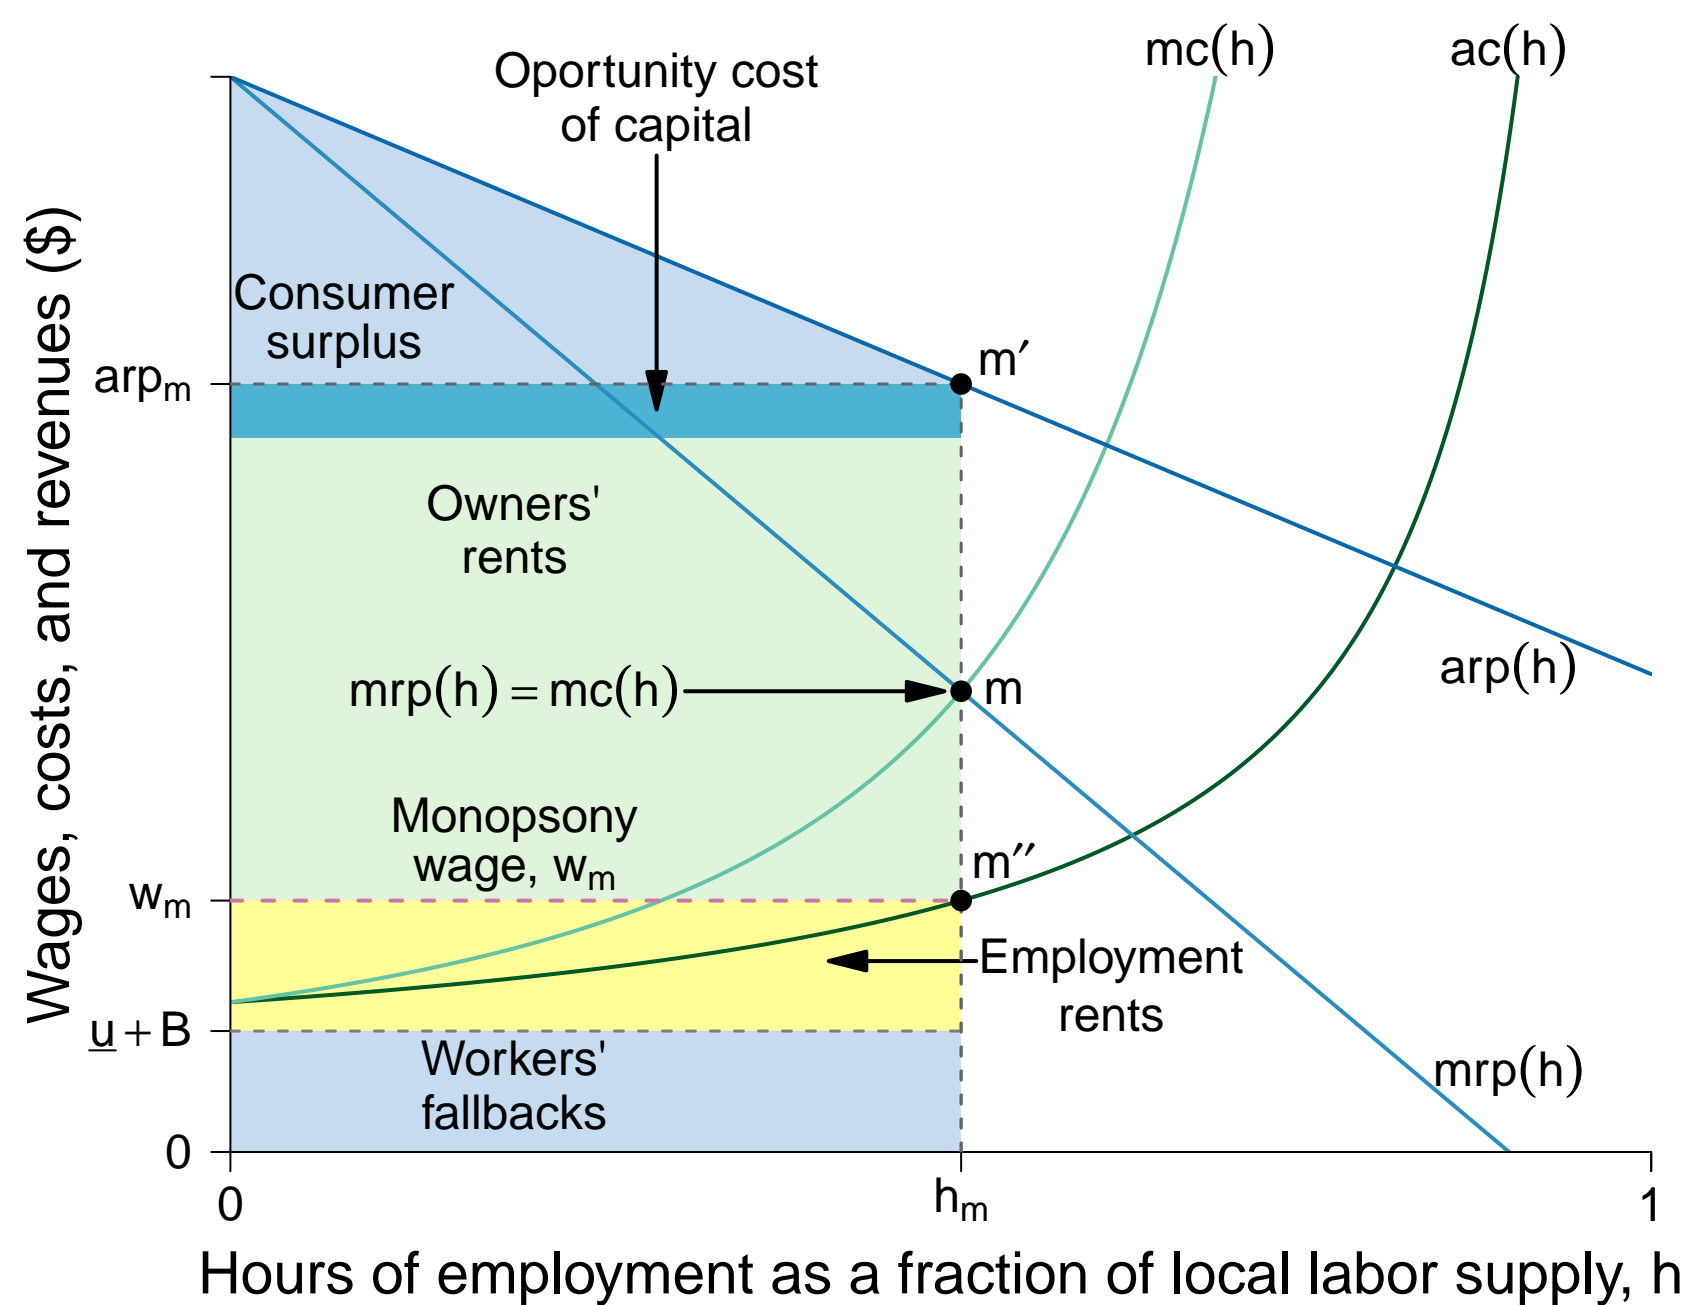 mc(h)
ac(h)
Oportunity cost
of capital
Wages, costs, and revenues ($)
Consumer
surplus
m′
arpₘ
Owners'
rents
arp(h)
mrp(h) = mc(h)
m
Monopsony
wage, wₘ
m′′
wₘ
Employment
rents
u + B
Workers'
fallbacks
mrp(h)
0
0
hₘ
1
Hours of employment as a fraction of local labor supply, h